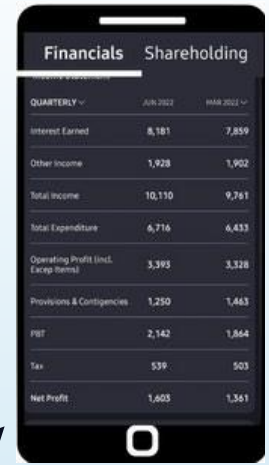 Financials Shareholding
Income Statement
QUARTERLY JUN 2022 MAR 2022
Interest Earned 8,181 7,859
Other Income 1,928 1,902
Total Income 10,110 9,761
Total Expenditure 6,716 6,433
Operating Profit (incl. Excep Items) 3,393 3,328
Provisions & Contigencies 1,250 1,463
PBT 2,142 1,864
Tax 539 503
Net Profit 1,603 1,361